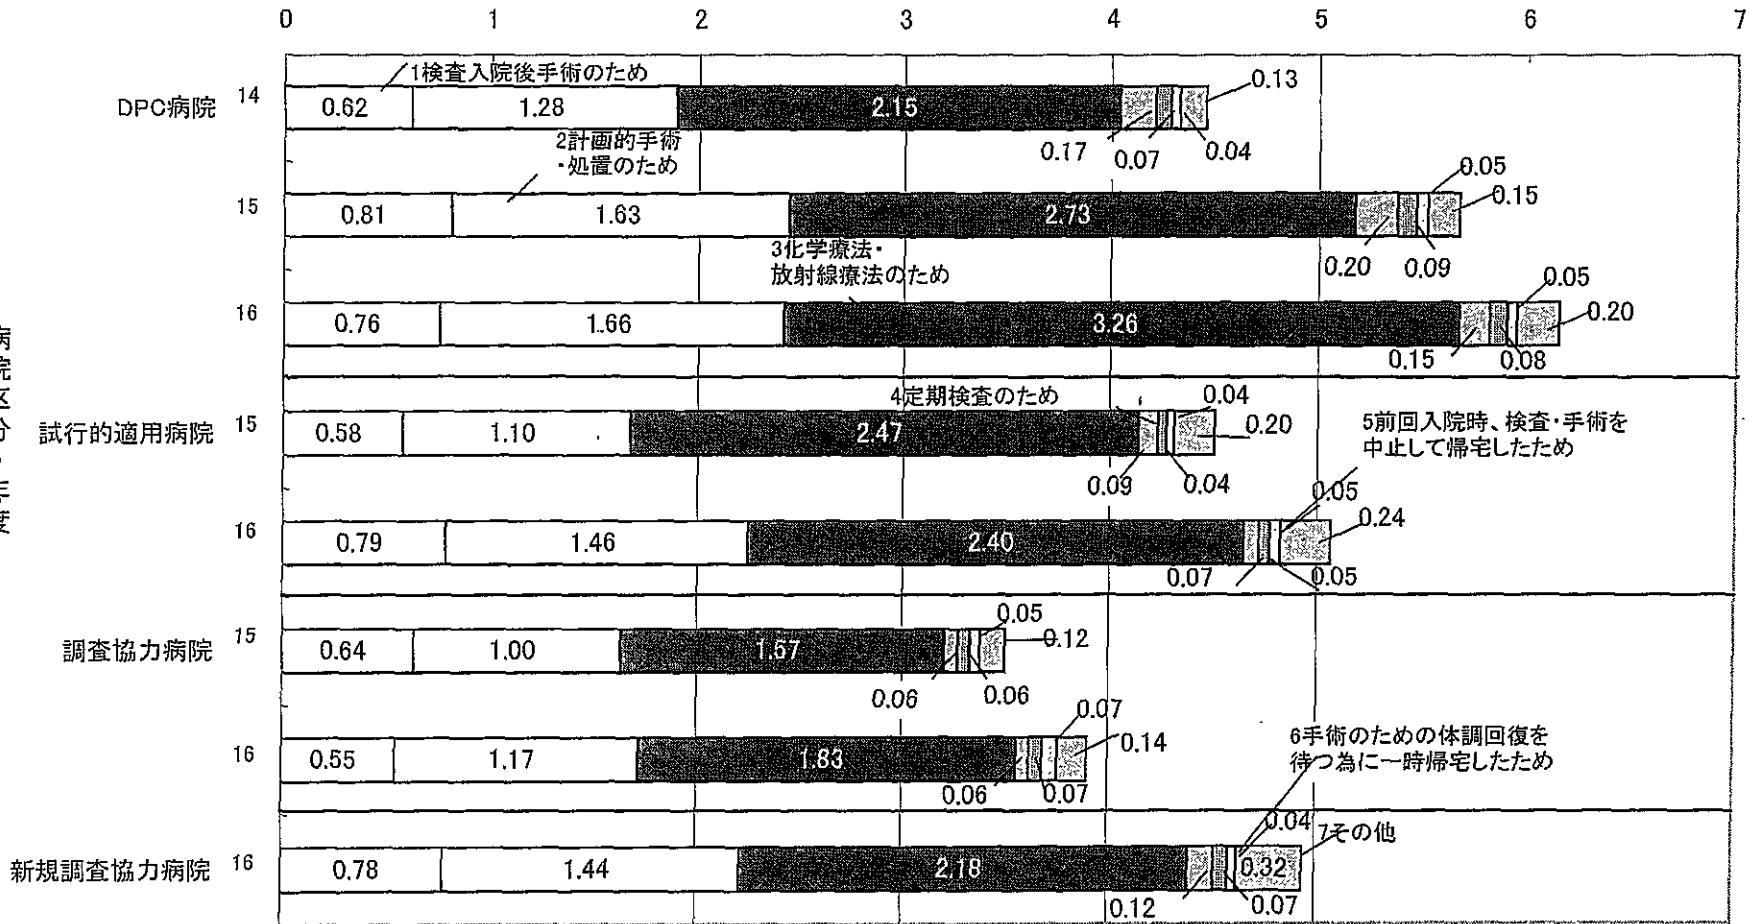 0 1 2 3 4 5 6 7
1検査入院後手術のため
DPC病院 14 0.62 1.28 2.15 0.13
0.17 0.07 0.04
2計画的手術
・処置のため
15 0.81 1.63 2.73 0.05 0.15
0.20 0.09
3化学療法・
放射線療法のため
16 0.76 1.66 3.26 0.05 0.20
0.15 0.08
病院区分・年度
4定期検査のため
試行的適用病院 15 0.58 1.10 2.47 0.04 0.20
0.09 0.04
5前回入院時、検査・手術を
中止して帰宅したため
16 0.79 1.46 2.40 0.05 0.24
0.07 0.05
調査協力病院 15 0.64 1.00 1.57 0.05 0.12
0.06 0.06
16 0.55 1.17 1.83 0.07 0.14
0.06 0.07
6手術のための体調回復を
待つ為に一時帰宅したため
新規調査協力病院 16 0.78 1.44 2.18 0.04 0.32
7その他
0.12 0.07